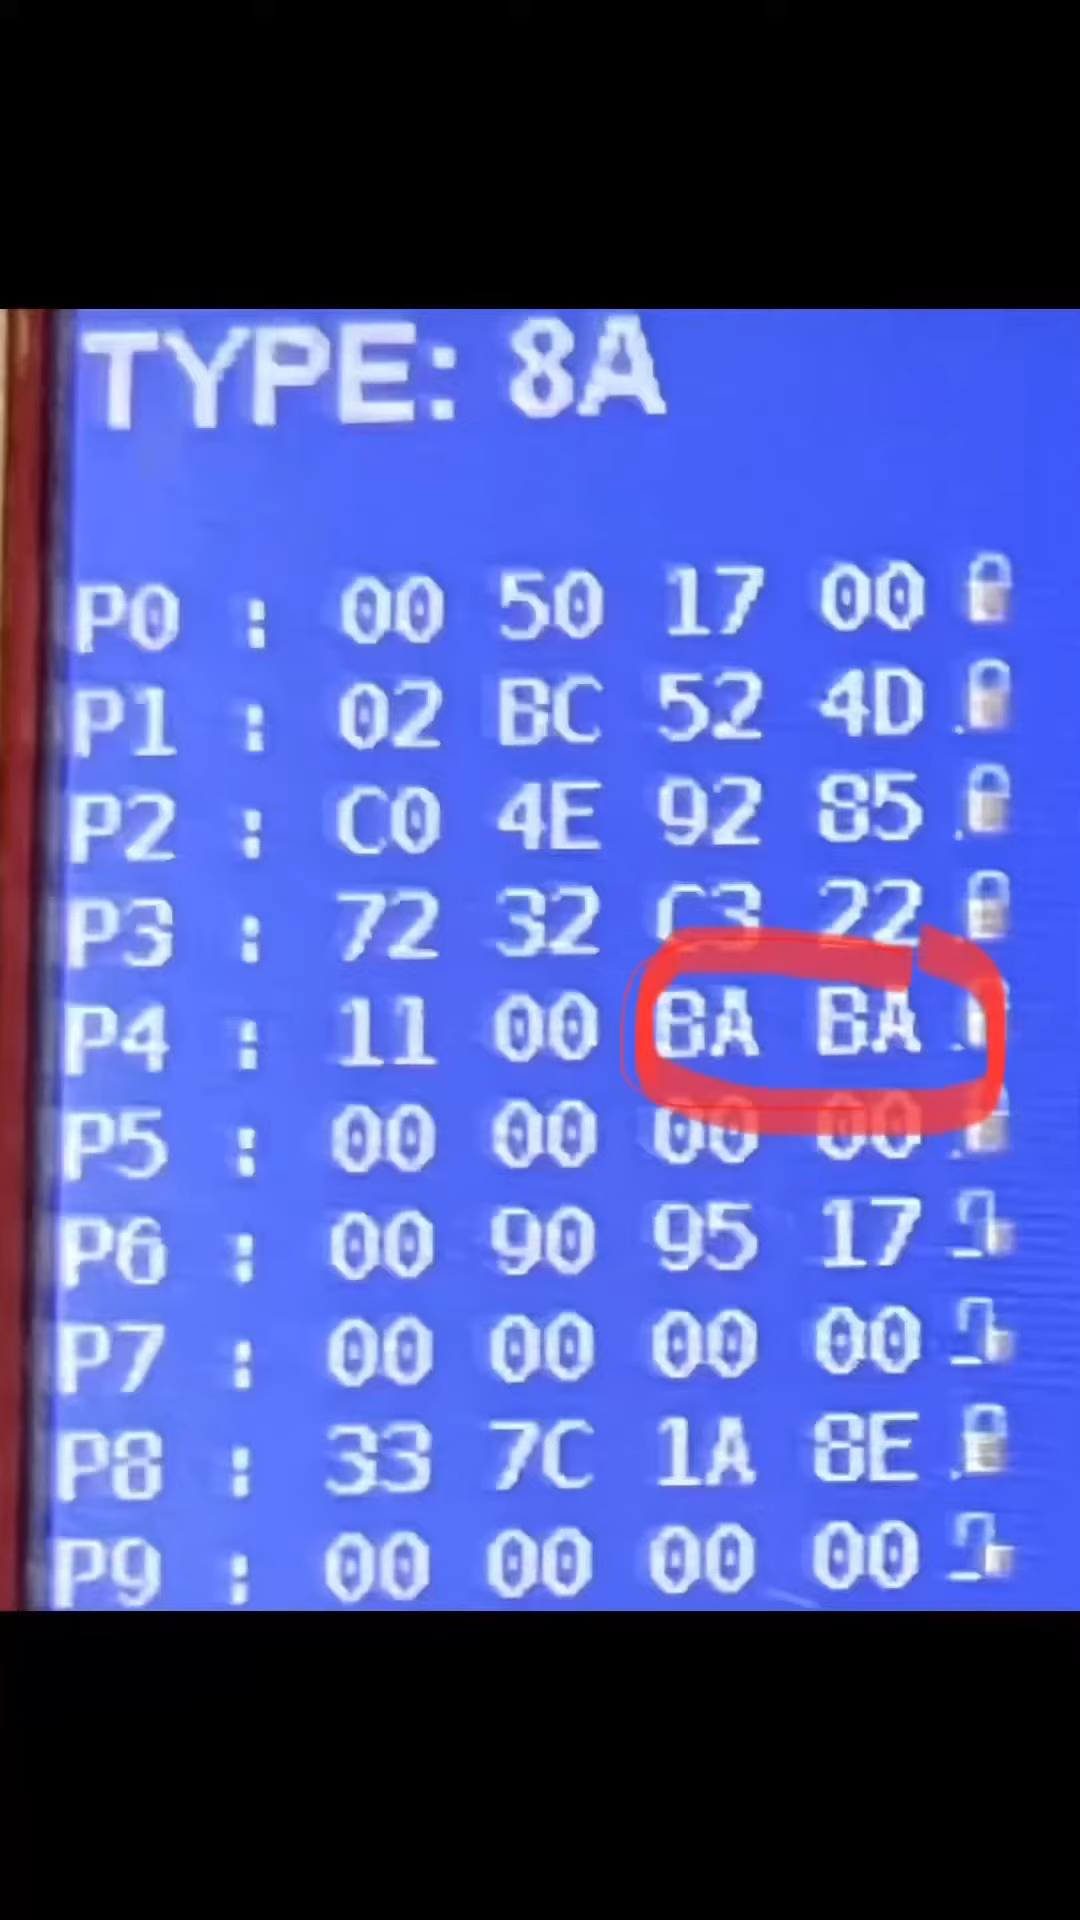 TYPE: 8A
P0 : 00 50 17 00
P1 : 02 BC 52 4D
P2 : C0 4E 92 85
P3 : 72 32 C3 22
P4 : 11 00 BA BA
P5 : 00 00 00 00
P6 : 00 90 95 17
P7 : 00 00 00 00
P8 : 33 7C 1A 8E
P9 : 00 00 00 00